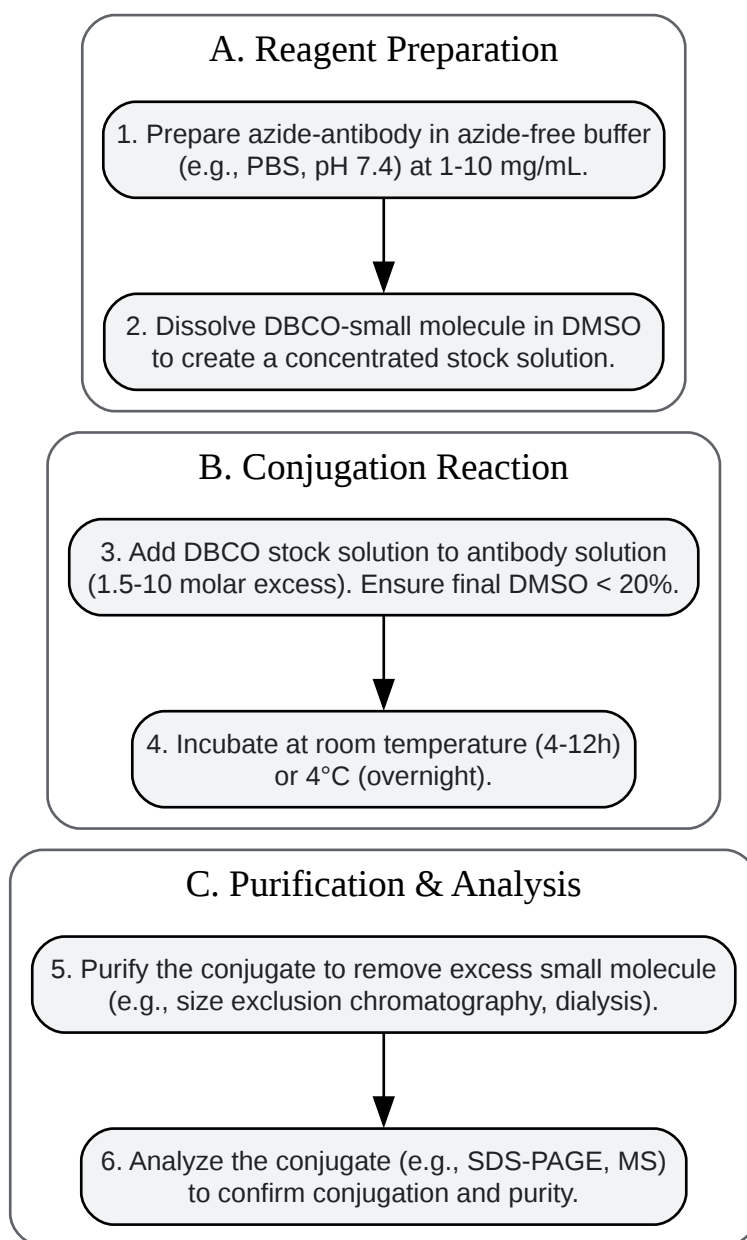 A. Reagent Preparation
1. Prepare azide-antibody in azide-free buffer
(e.g., PBS, pH 7.4) at 1-10 mg/mL.
2. Dissolve DBCO-small molecule in DMSO
to create a concentrated stock solution.
B. Conjugation Reaction
3. Add DBCO stock solution to antibody solution
(1.5-10 molar excess). Ensure final DMSO < 20%.
4. Incubate at room temperature (4-12h)
or 4°C (overnight).
C. Purification & Analysis
5. Purify the conjugate to remove excess small molecule
(e.g., size exclusion chromatography, dialysis).
6. Analyze the conjugate (e.g., SDS-PAGE, MS)
to confirm conjugation and purity.